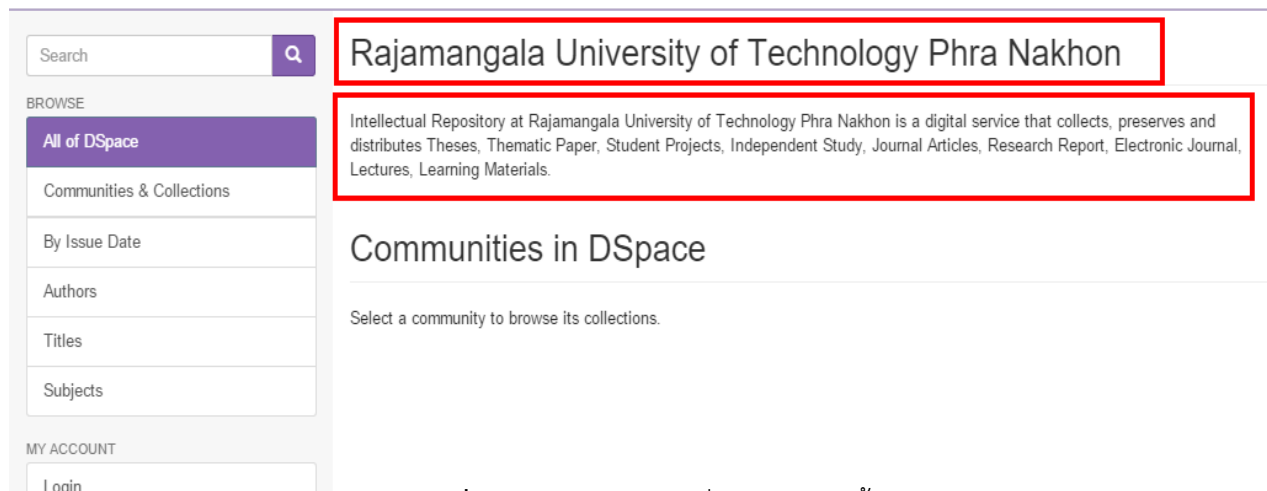 Search
BROWSE
All of DSpace
Communities & Collections
By Issue Date
Authors
Titles
Subjects
MY ACCOUNT
Login
Rajamangala University of Technology Phra Nakhon
Intellectual Repository at Rajamangala University of Technology Phra Nakhon is a digital service that collects, preserves and
distributes Theses, Thematic Paper, Student Projects, Independent Study, Journal Articles, Research Report, Electronic Journal,
Lectures, Learning Materials.
Communities in DSpace
Select a community to browse its collections.